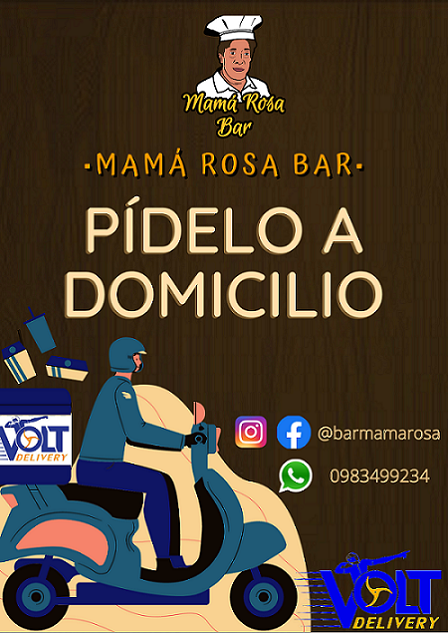 Mamá Rosa
Bar
·MAMÁ ROSA BAR·
PÍDELO A
DOMICILIO
VOLT
DELIVERY
@barmamarosa
0983499234
VOLT
DELIVERY